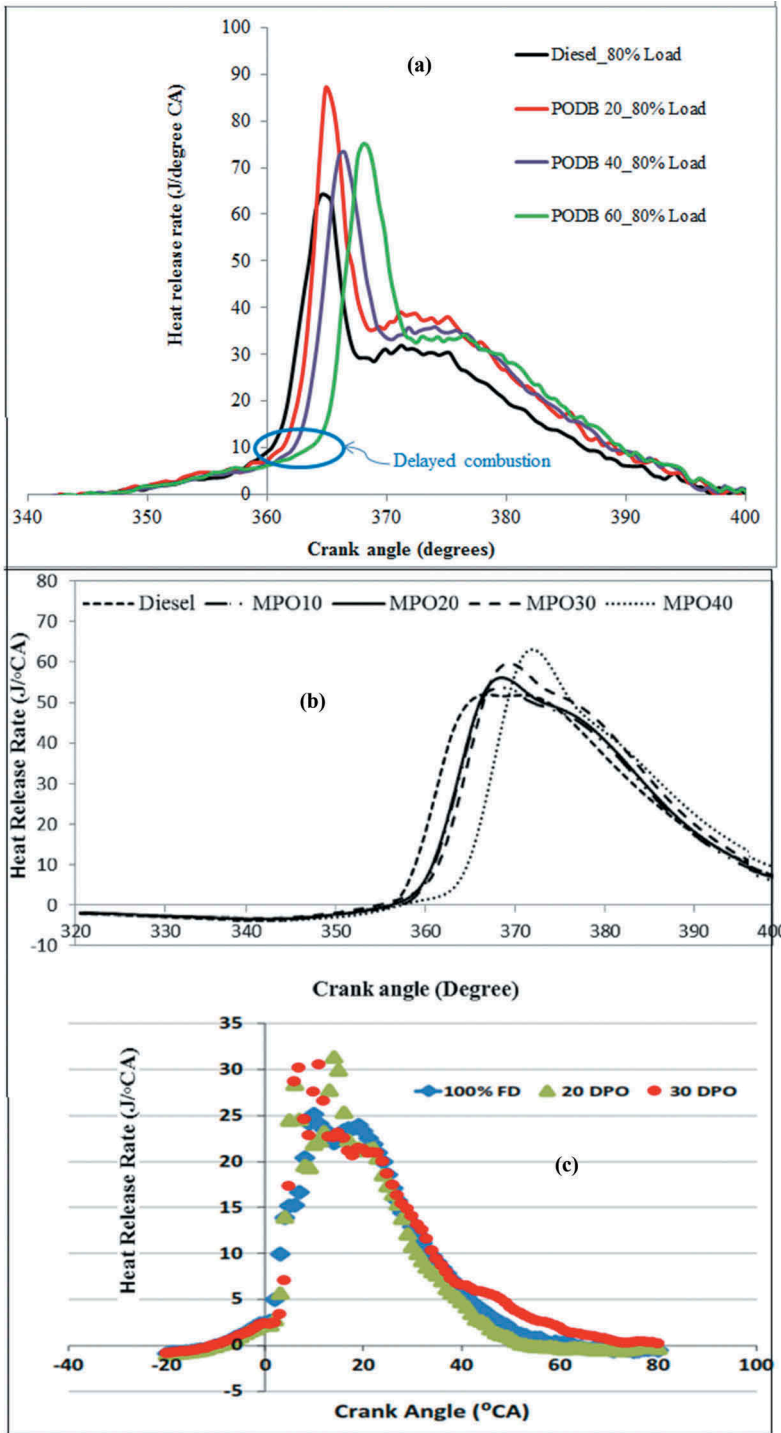 (a)
Heat release rate (J/degree CA)
100
90
80
70
60
50
40
30
20
10
0
Diesel_80% Load
PODB 20_80% Load
PODB 40_80% Load
PODB 60_80% Load
Delayed combustion
340 350 360 370 380 390 400
Crank angle (degrees)
(b)
Heat Release Rate (J/°CA)
80
70
60
50
40
30
20
10
0
-10
Diesel MPO10 MPO20 MPO30 MPO40
320 330 340 350 360 370 380 390 400
Crank angle (Degree)
(c)
Heat Release Rate (J/°CA)
35
30
25
20
15
10
5
0
-5
100% FD 20 DPO 30 DPO
-40 -20 0 20 40 60 80 100
Crank Angle (°CA)